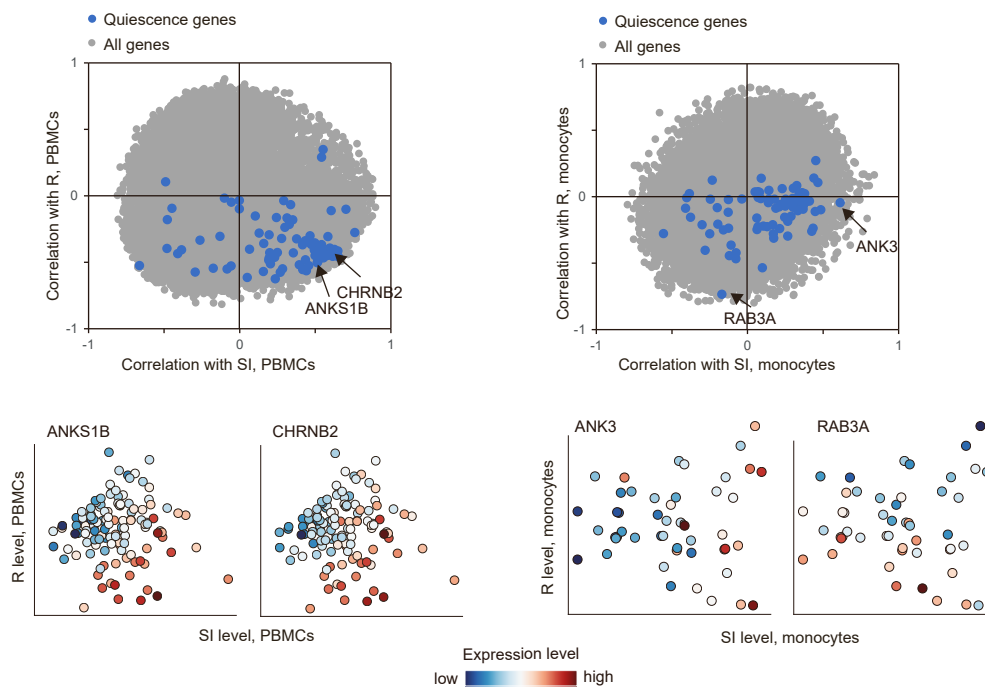 Quiescence genes
All genes
1
0
-1
-1
0
1
Correlation with R, PBMCs
Correlation with SI, PBMCs
CHRNB2
ANKS1B
Quiescence genes
All genes
1
0
-1
-1
0
1
Correlation with R, monocytes
Correlation with SI, monocytes
ANK3
RAB3A
ANKS1B
CHRNB2
R level, PBMCs
SI level, PBMCs
ANK3
RAB3A
R level, monocytes
SI level, monocytes
Expression level
low
high